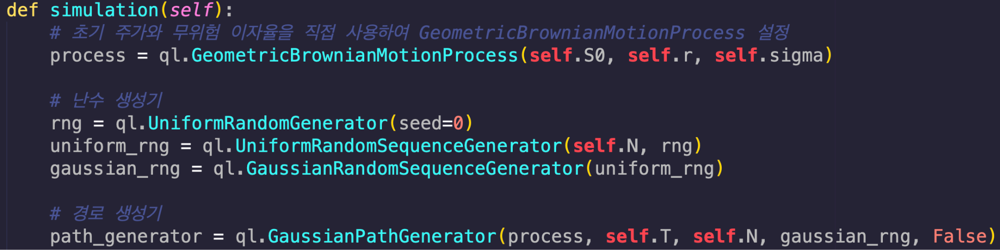 def simulation(self):
# 초기 주가와 무위험 이자율을 직접 사용하여 GeometricBrownianMotionProcess 설정
process = ql.GeometricBrownianMotionProcess(self.S0, self.r, self.sigma)
# 난수 생성기
rng = ql.UniformRandomGenerator(seed=0)
uniform_rng = ql.UniformRandomSequenceGenerator(self.N, rng)
gaussian_rng = ql.GaussianRandomSequenceGenerator(uniform_rng)
# 경로 생성기
path_generator = ql.GaussianPathGenerator(process, self.T, self.N, gaussian_rng, False)